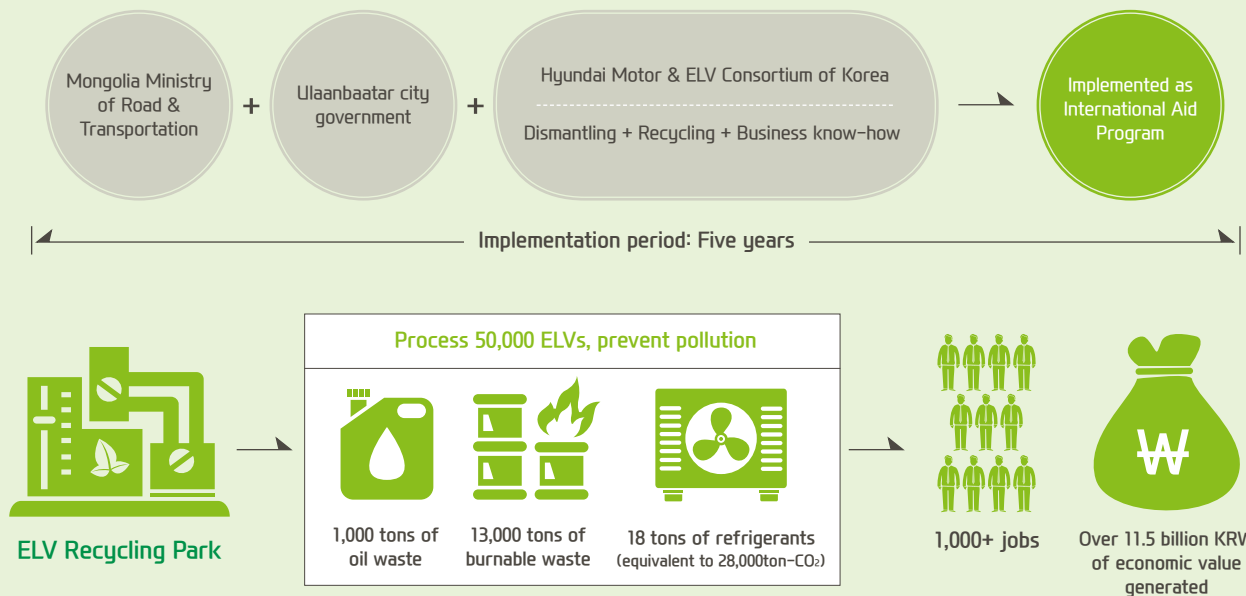 Mongolia Ministry
of Road &
Transportation
+
Ulaanbaatar city
government
+
Hyundai Motor & ELV Consortium of Korea
Dismantling + Recycling + Business know-how
Implemented as
International Aid
Program
Implementation period: Five years
ELV Recycling Park
Process 50,000 ELVs, prevent pollution
1,000 tons of
oil waste
13,000 tons of
burnable waste
18 tons of refrigerants
(equivalent to 28,000ton-CO₂)
1,000+ jobs
₩
Over 11.5 billion KRW
of economic value
generated